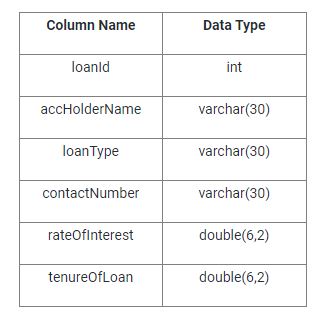 Column Name Data Type
loanId int
accHolderName varchar(30)
loanType varchar(30)
contactNumber varchar(30)
rateOfInterest double(6,2)
tenureOfLoan double(6,2)